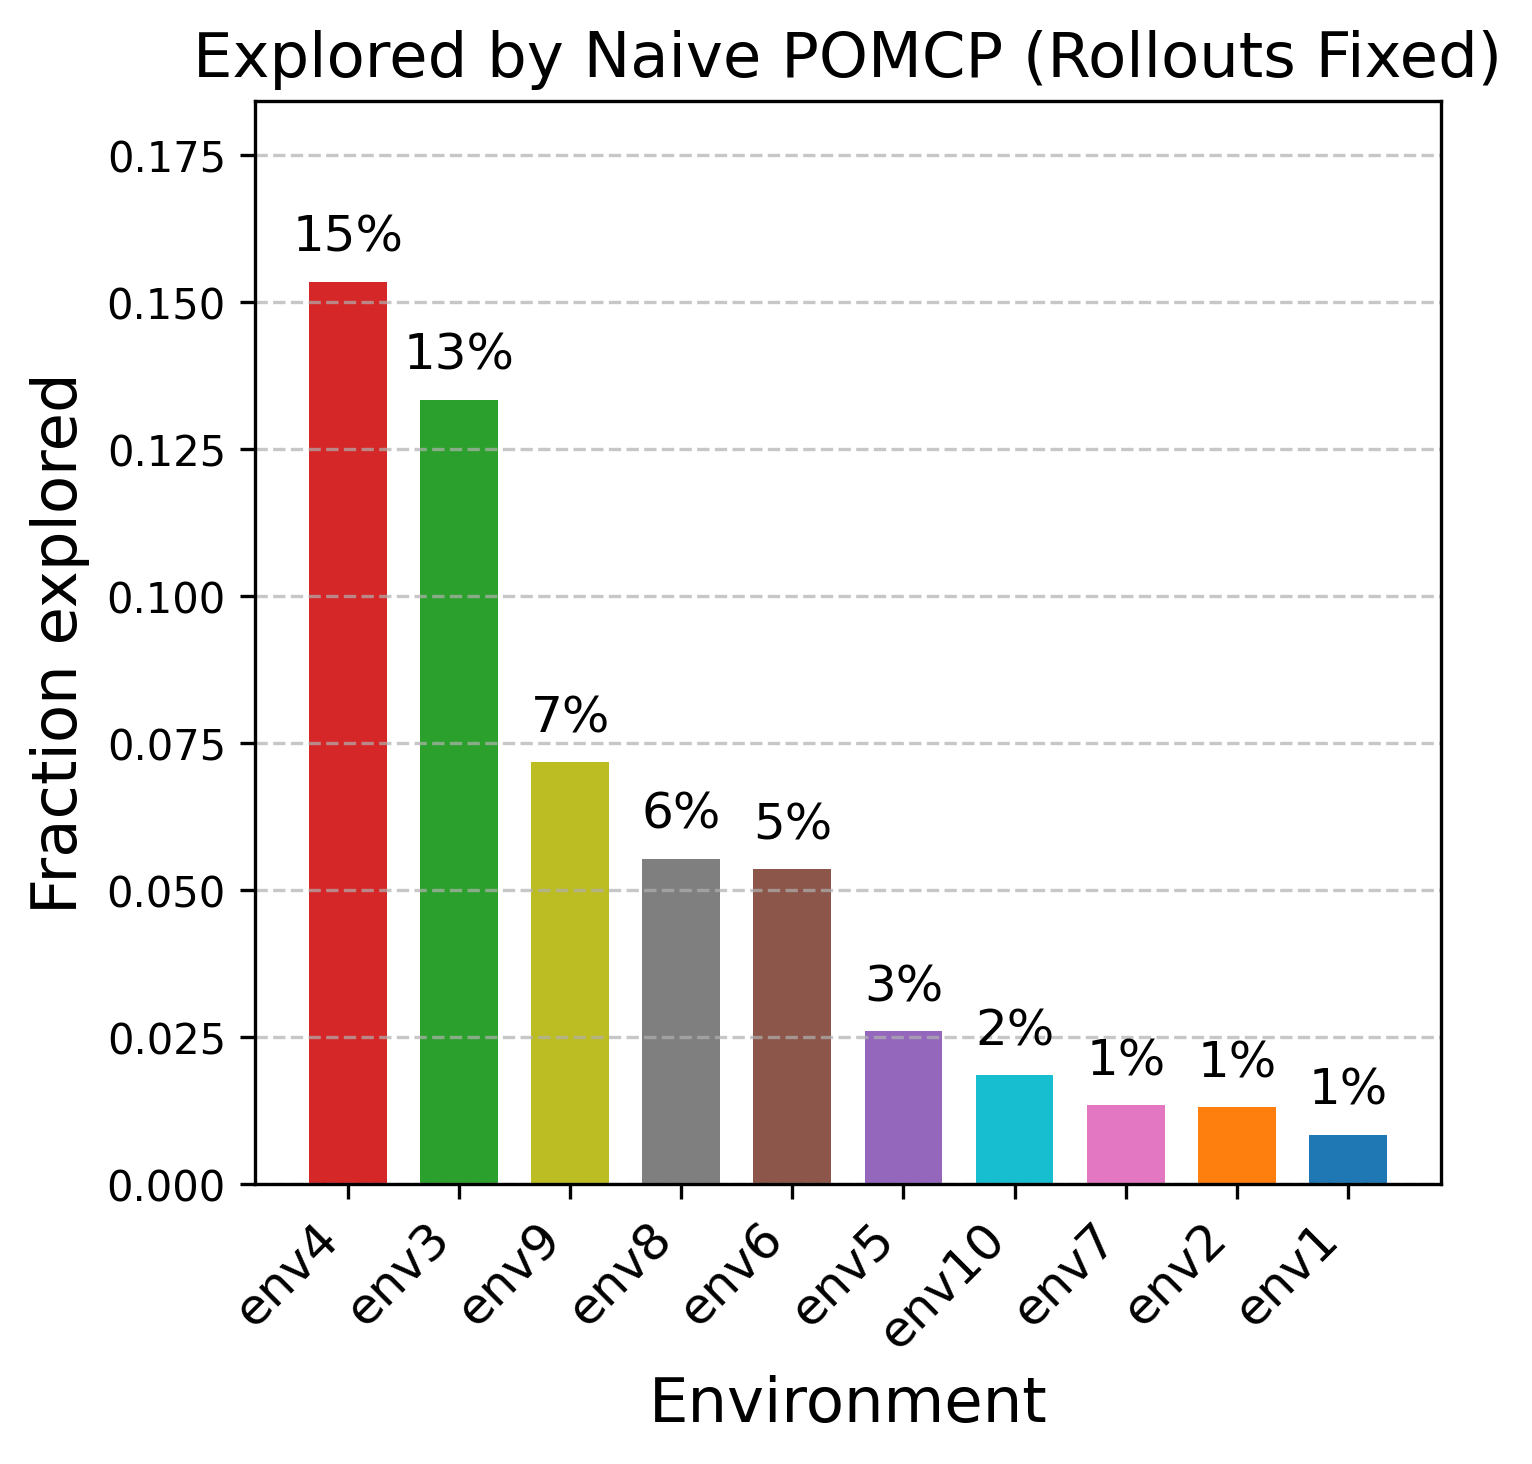 Explored by Naive POMCP (Rollouts Fixed)
Fraction explored
0.175
0.150
0.125
0.100
0.075
0.050
0.025
0.000
15%
13%
7%
6%
5%
3%
2%
1%
1%
1%
env4
env3
env9
env8
env6
env5
env10
env7
env2
env1
Environment